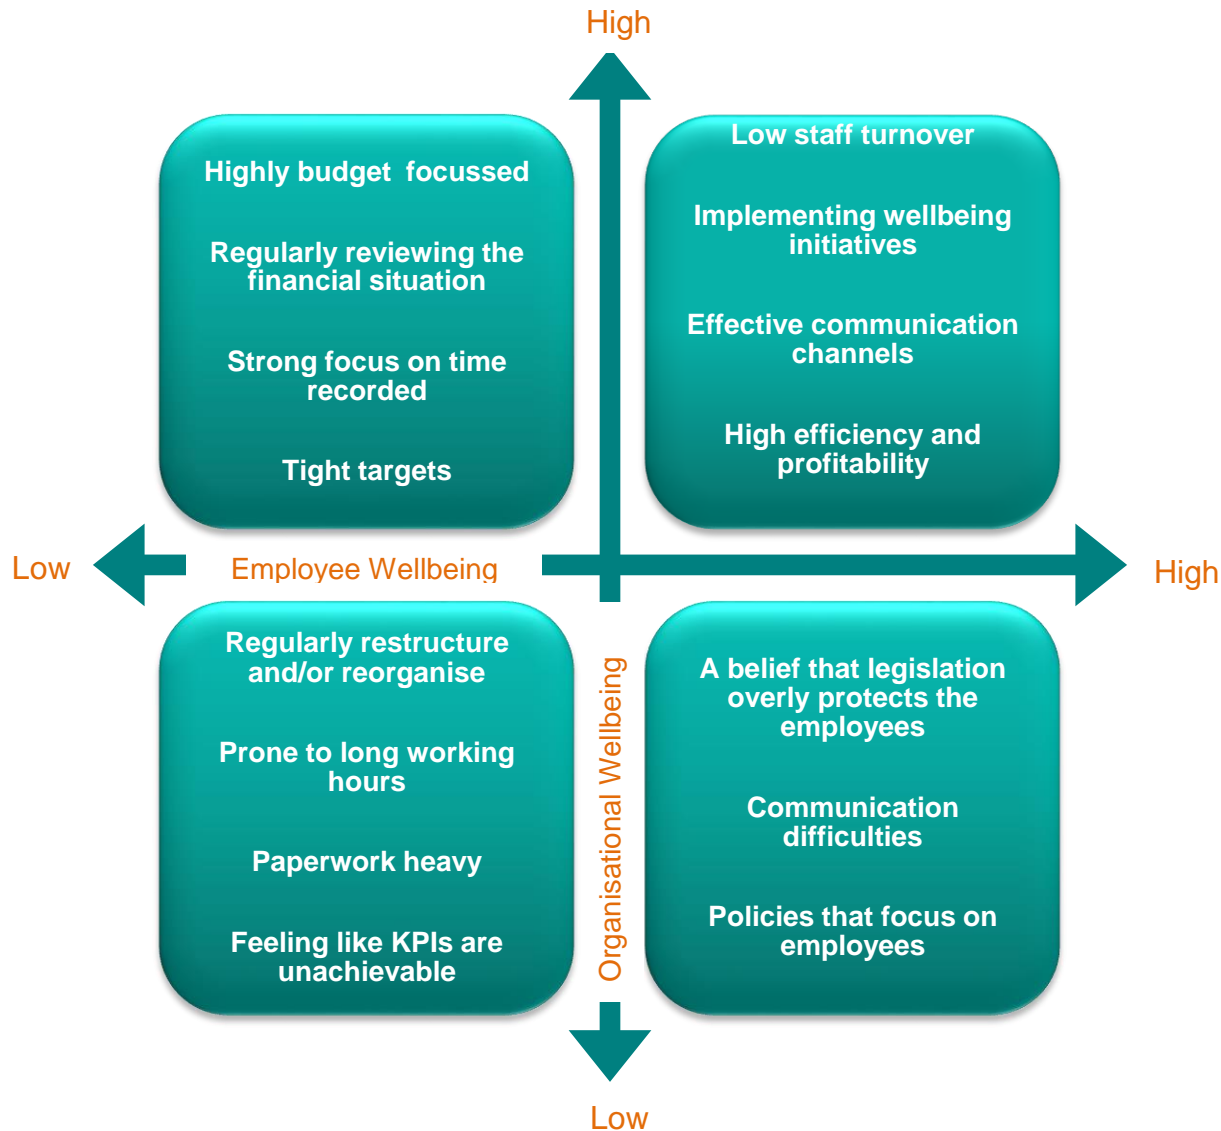 High
Highly budget  focussed
Regularly reviewing the
financial situation
Strong focus on time
recorded
Tight targets
Low staff turnover
Implementing wellbeing
initiatives
Effective communication
channels
High efficiency and
profitability
Low
Employee Wellbeing
High
Regularly restructure
and/or reorganise
Prone to long working
hours
Paperwork heavy
Feeling like KPIs are
unachievable
Organisational Wellbeing
A belief that legislation
overly protects the
employees
Communication
difficulties
Policies that focus on
employees
Low